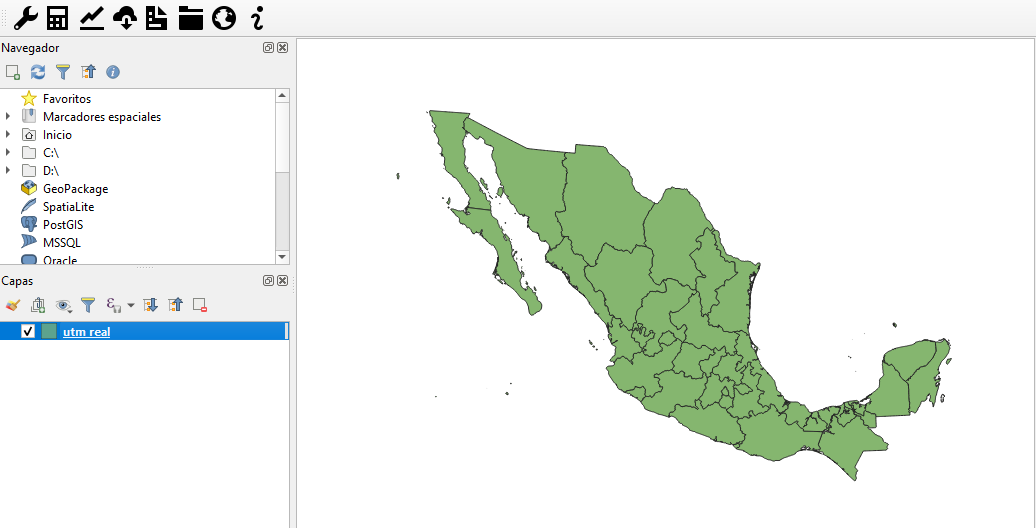 Navegador
Favoritos
Marcadores espaciales
Inicio
C:\
D:\
GeoPackage
SpatiaLite
PostGIS
MSSQL
Oracle
Capas
utm real